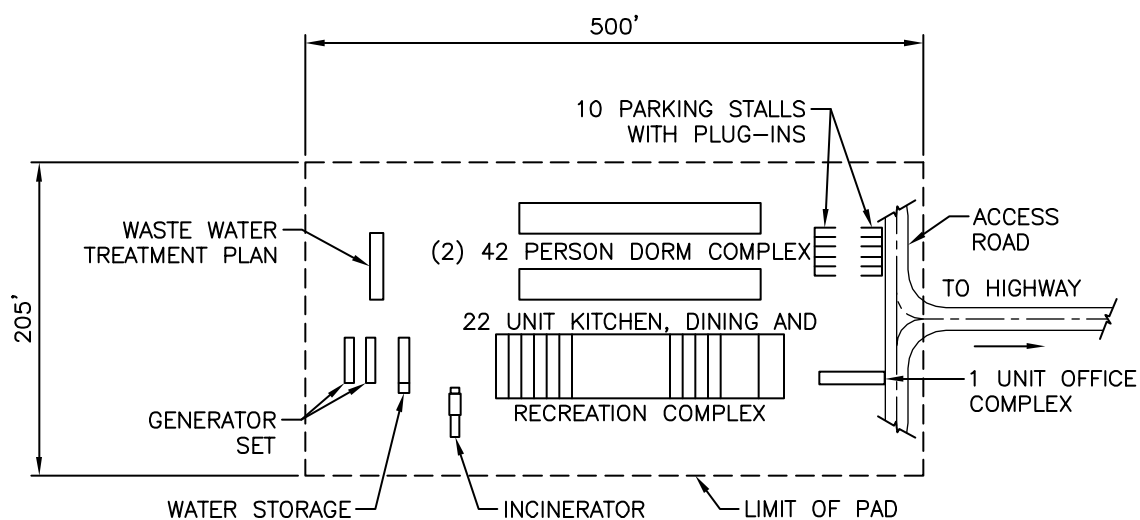 500'
10 PARKING STALLS
WITH PLUG-INS
WASTE WATER
TREATMENT PLAN
(2) 42 PERSON DORM COMPLEX
ACCESS
ROAD
205'
TO HIGHWAY
22 UNIT KITCHEN, DINING AND
RECREATION COMPLEX
1 UNIT OFFICE
COMPLEX
GENERATOR
SET
WATER STORAGE
INCINERATOR
LIMIT OF PAD